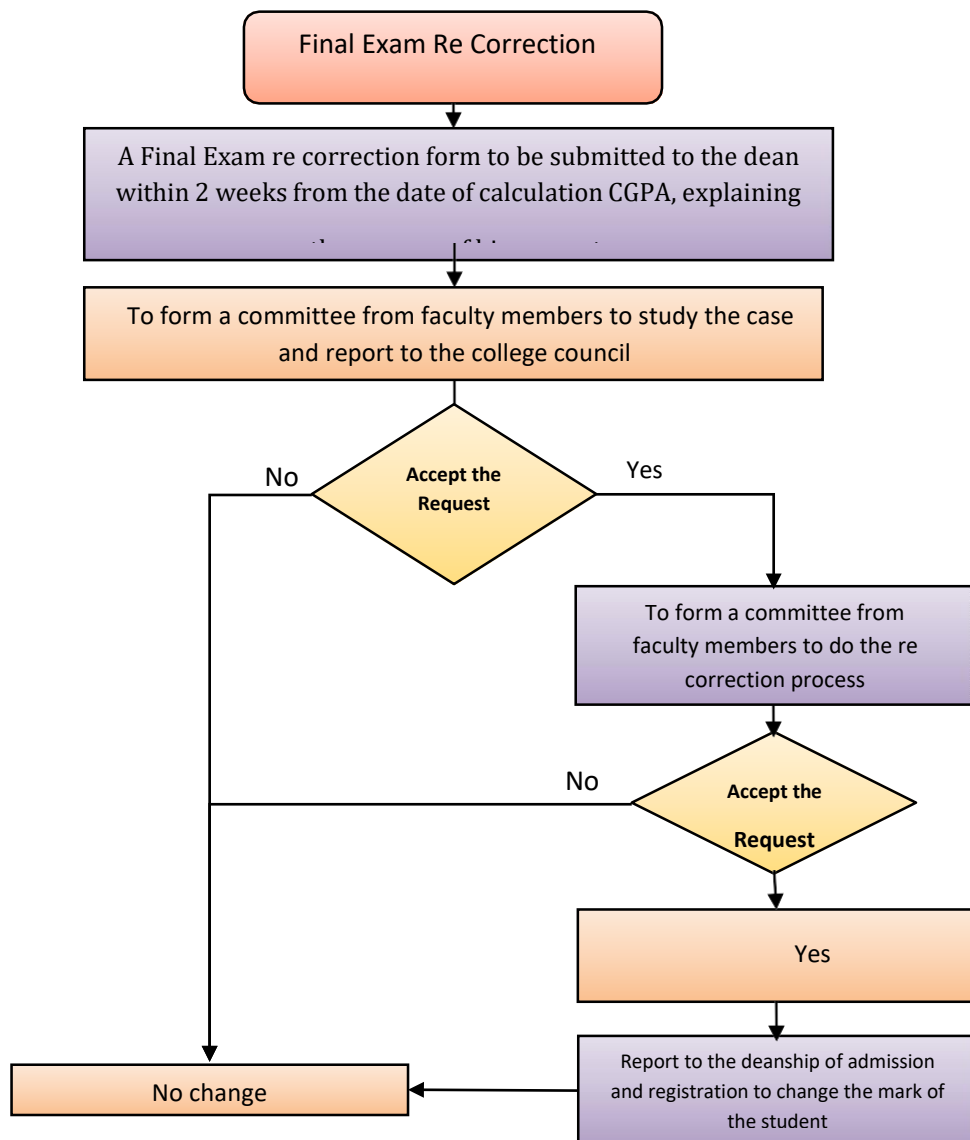 Final Exam Re Correction
A Final Exam re correction form to be submitted to the dean
within 2 weeks from the date of calculation CGPA, explaining
To form a committee from faculty members to study the case
and report to the college council
No
Accept the
Request
Yes
To form a committee from
faculty members to do the re
correction process
No
Accept the
Request
Yes
Report to the deanship of admission
and registration to change the mark of
the student
No change